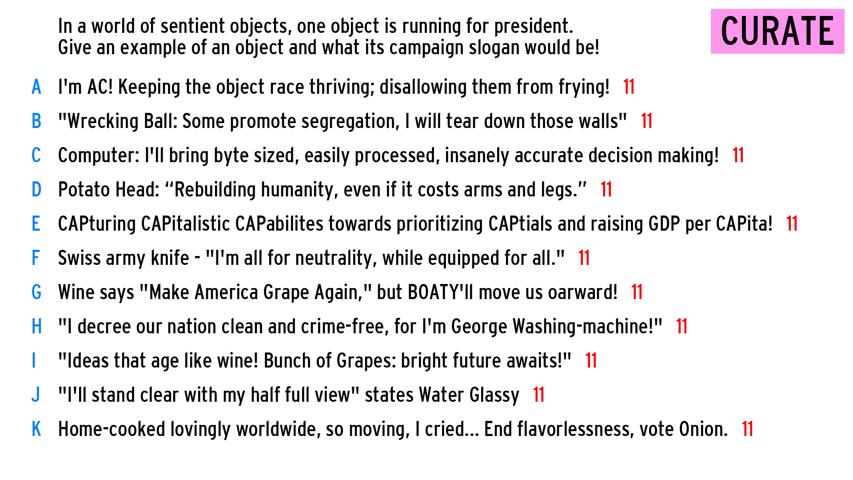 In a world of sentient objects, one object is running for president.
Give an example of an object and what its campaign slogan would be!
CURATE
A I'm AC! Keeping the object race thriving; disallowing them from frying! 11
B "Wrecking Ball: Some promote segregation, I will tear down those walls" 11
C Computer: I'll bring byte sized, easily processed, insanely accurate decision making! 11
D Potato Head: “Rebuilding humanity, even if it costs arms and legs.” 11
E CAPturing CAPitalistic CAPabilites towards prioritizing CAPtials and raising GDP per CAPita! 11
F Swiss army knife - "I'm all for neutrality, while equipped for all." 11
G Wine says "Make America Grape Again," but BOATY'll move us oarward! 11
H "I decree our nation clean and crime-free, for I'm George Washing-machine!" 11
I "Ideas that age like wine! Bunch of Grapes: bright future awaits!" 11
J "I'll stand clear with my half full view" states Water Glassy 11
K Home-cooked lovingly worldwide, so moving, I cried... End flavorlessness, vote Onion. 11